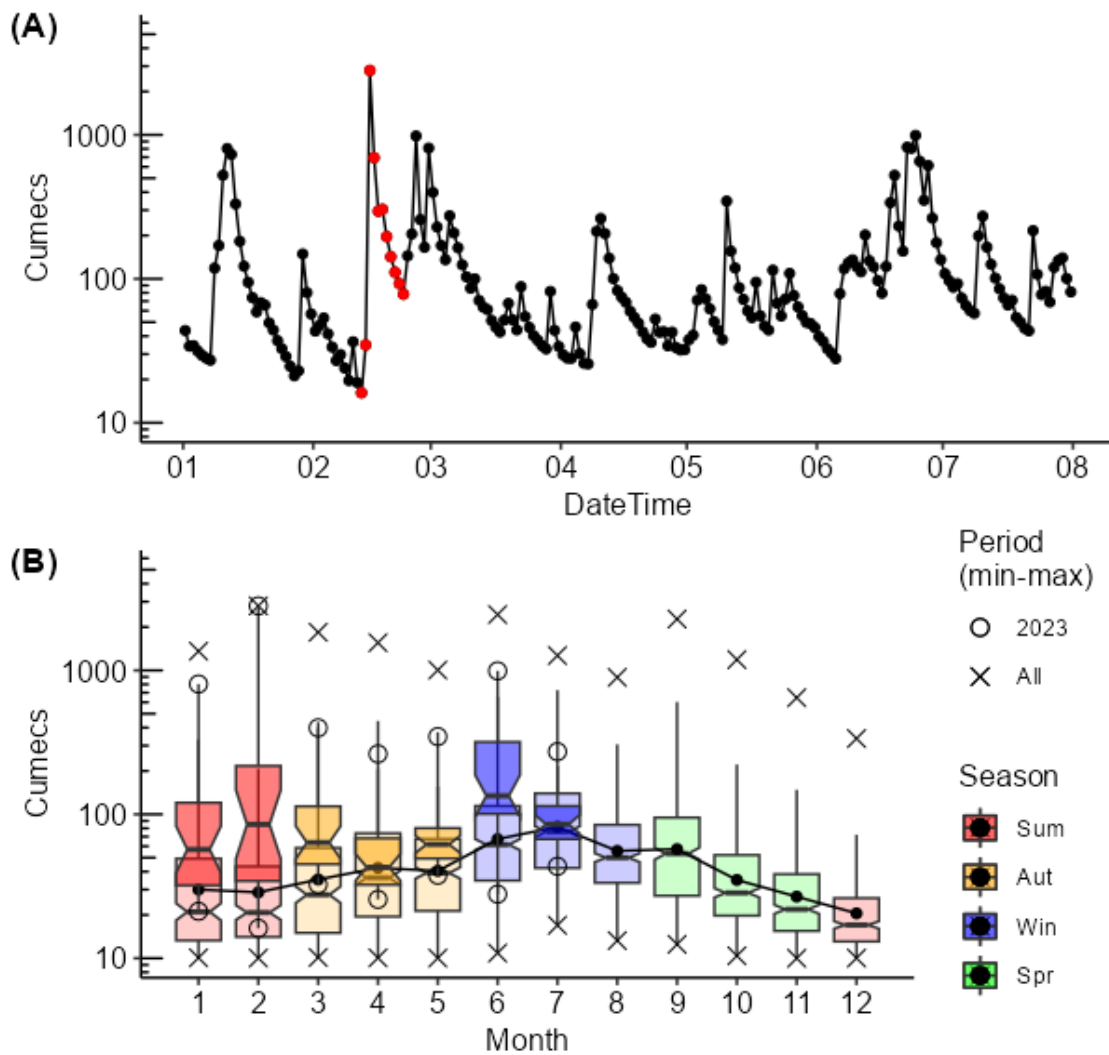 (A)
1000
100
10
Cumecs
01 02 03 04 05 06 07 08
DateTime
(B)
1000
100
10
Cumecs
1 2 3 4 5 6 7 8 9 10 11 12
Month
Period
(min-max)
2023
All
Season
Sum
Aut
Win
Spr